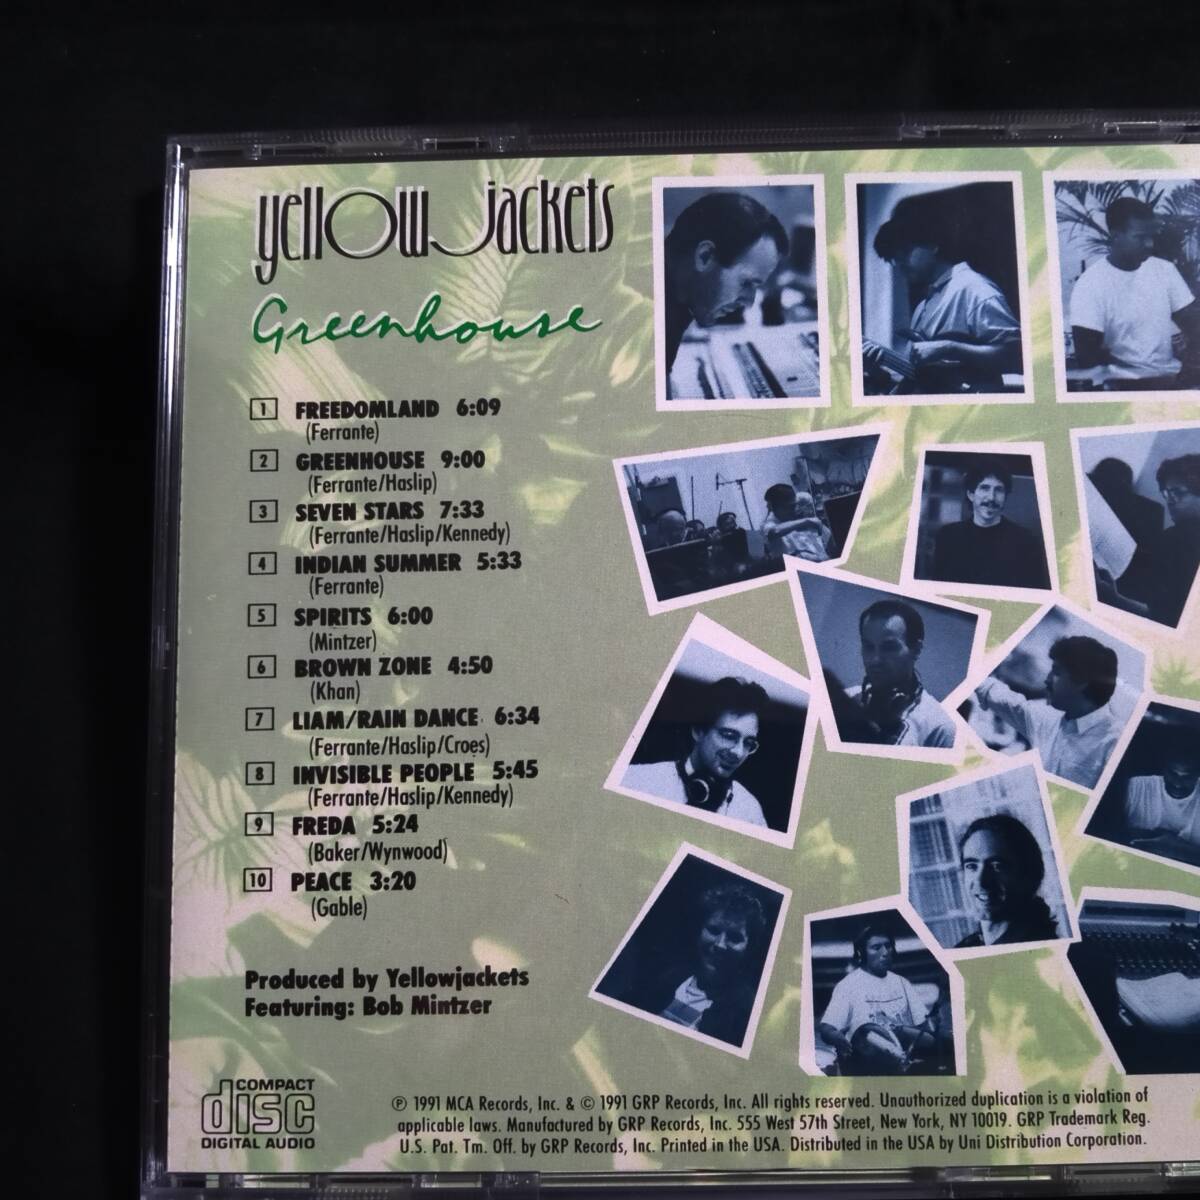 yellowjackets
Greenhouse
1 FREEDOMLAND 6:09
(Ferrante)
2 GREENHOUSE 9:00
(Ferrante/Haslip)
3 SEVEN STARS 7:33
(Ferrante/Haslip/Kennedy)
4 INDIAN SUMMER 5:33
(Ferrante)
5 SPIRITS 6:00
(Mintzer)
6 BROWN ZONE 4:50
(Khan)
7 LIAM/RAIN DANCE 6:34
(Ferrante/Haslip/Croes)
8 INVISIBLE PEOPLE 5:45
(Ferrante/Haslip/Kennedy)
9 FREDA 5:24
(Baker/Wynwood)
10 PEACE 3:20
(Gable)
Produced by Yellowjackets
Featuring: Bob Mintzer
COMPACT
disc
DIGITAL AUDIO
℗ 1991 MCA Records, Inc. & © 1991 GRP Records, Inc. All rights reserved. Unauthorized duplication is a violation of
applicable laws. Manufactured by GRP Records, Inc. 555 West 57th Street, New York, NY 10019. GRP Trademark Reg.
U.S. Pat. Tm. Off. by GRP Records, Inc. Printed in the USA. Distributed in the USA by Uni Distribution Corporation.